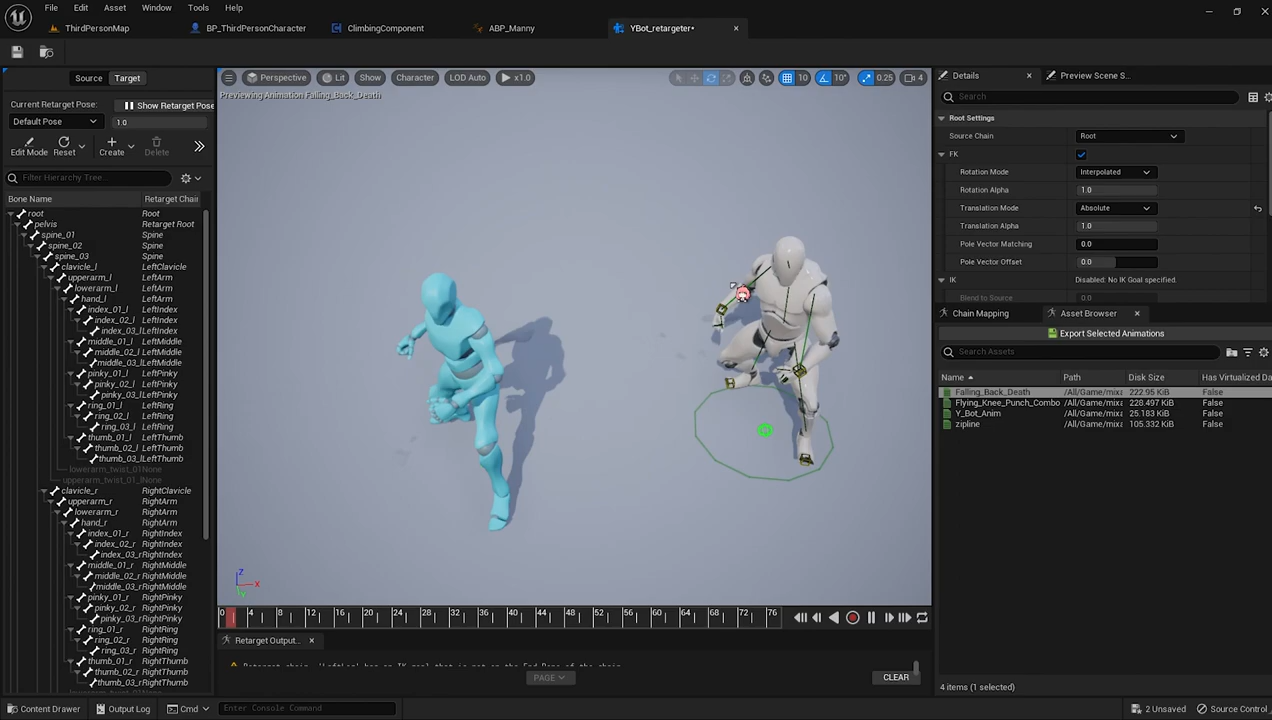 File Edit Asset Window Tools Help
ThirdPersonMap BP_ThirdPersonCharacter ClimbingComponent ABP_Manny YBot_retargeter•
Source Target
Current Retarget Pose: Show Retarget Pose
Default Pose 1.0
Edit Mode Reset Create Delete
Filter Hierarchy Tree...
Bone Name Retarget Chair
root Root
pelvis Retarget Root
spine_01 Spine
spine_02 Spine
spine_03 Spine
clavicle_l LeftClavicle
upperarm_l LeftArm
lowerarm_l LeftArm
hand_l LeftArm
index_01_l LeftIndex
index_02_l LeftIndex
index_03_l LeftIndex
middle_01_l LeftMiddle
middle_02_l LeftMiddle
middle_03_l LeftMiddle
pinky_01_l LeftPinky
pinky_02_l LeftPinky
pinky_03_l LeftPinky
ring_01_l LeftRing
ring_02_l LeftRing
ring_03_l LeftRing
thumb_01_l LeftThumb
thumb_02_l LeftThumb
thumb_03_l LeftThumb
lowerarm_twist_01 None
upperarm_twist_01 None
clavicle_r RightClavicle
upperarm_r RightArm
lowerarm_r RightArm
hand_r RightArm
index_01_r RightIndex
index_02_r RightIndex
index_03_r RightIndex
middle_01_r RightMiddle
middle_02_r RightMiddle
middle_03_r RightMiddle
pinky_01_r RightPinky
pinky_02_r RightPinky
pinky_03_r RightPinky
ring_01_r RightRing
ring_02_r RightRing
ring_03_r RightRing
thumb_01_r RightThumb
thumb_02_r RightThumb
thumb_03_r RightThumb
Perspective Lit Show Character LOD Auto x1.0 10 10° 0.25 4
Previewing Animation Falling_Back_Death
Z
X
Y
0 4 8 12 16 20 24 28 32 36 40 44 48 52 56 60 64 68 72 76
Retarget Output...
PAGE
CLEAR
Details Preview Scene S...
Search
Root Settings
Source Chain Root
FK
Rotation Mode Interpolated
Rotation Alpha 1.0
Translation Mode Absolute
Translation Alpha 1.0
Pole Vector Matching 0.0
Pole Vector Offset 0.0
IK Disabled: No IK Goal specified.
Blend to Source 0.0
Chain Mapping Asset Browser
Export Selected Animations
Search Assets
Name Path Disk Size Has Virtualized Da
Falling_Back_Death /All/Game/mixa 222.95 KiB False
Flying_Knee_Punch_Combo /All/Game/mixa 228.497 KiB False
Y_Bot_Anim /All/Game/mixa 25.183 KiB False
zipline /All/Game/mixa 105.332 KiB False
4 items (1 selected)
Content Drawer Output Log Cmd Enter Console Command 2 Unsaved Source Control